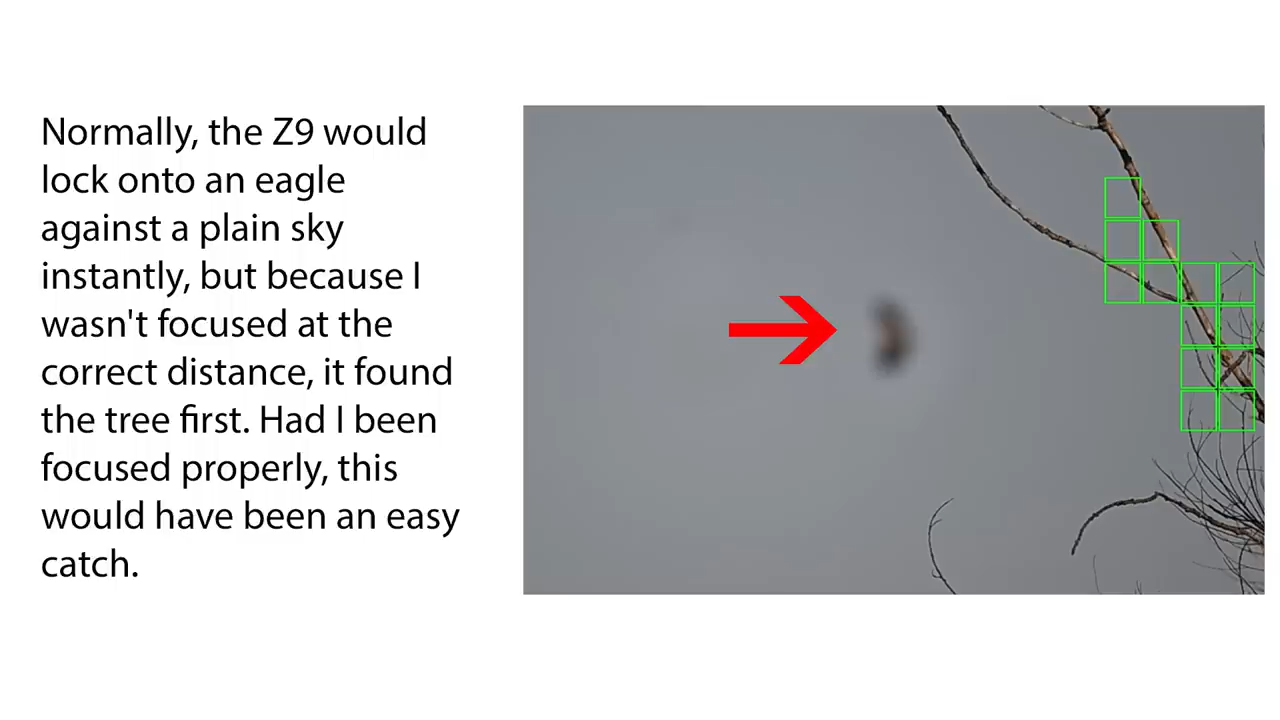 Normally, the Z9 would
lock onto an eagle
against a plain sky
instantly, but because I
wasn't focused at the
correct distance, it found
the tree first. Had I been
focused properly, this
would have been an easy
catch.